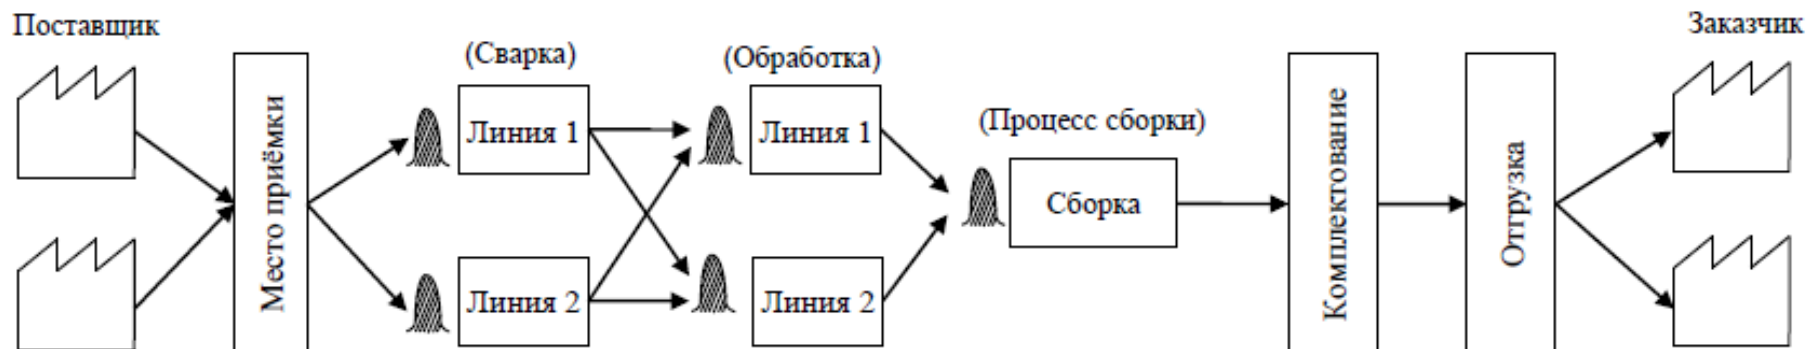 Поставщик
Заказчик
(Сварка)
(Обработка)
(Процесс сборки)
Место приёмки
Линия 1
Линия 1
Сборка
Линия 2
Линия 2
Комплектование
Отгрузка